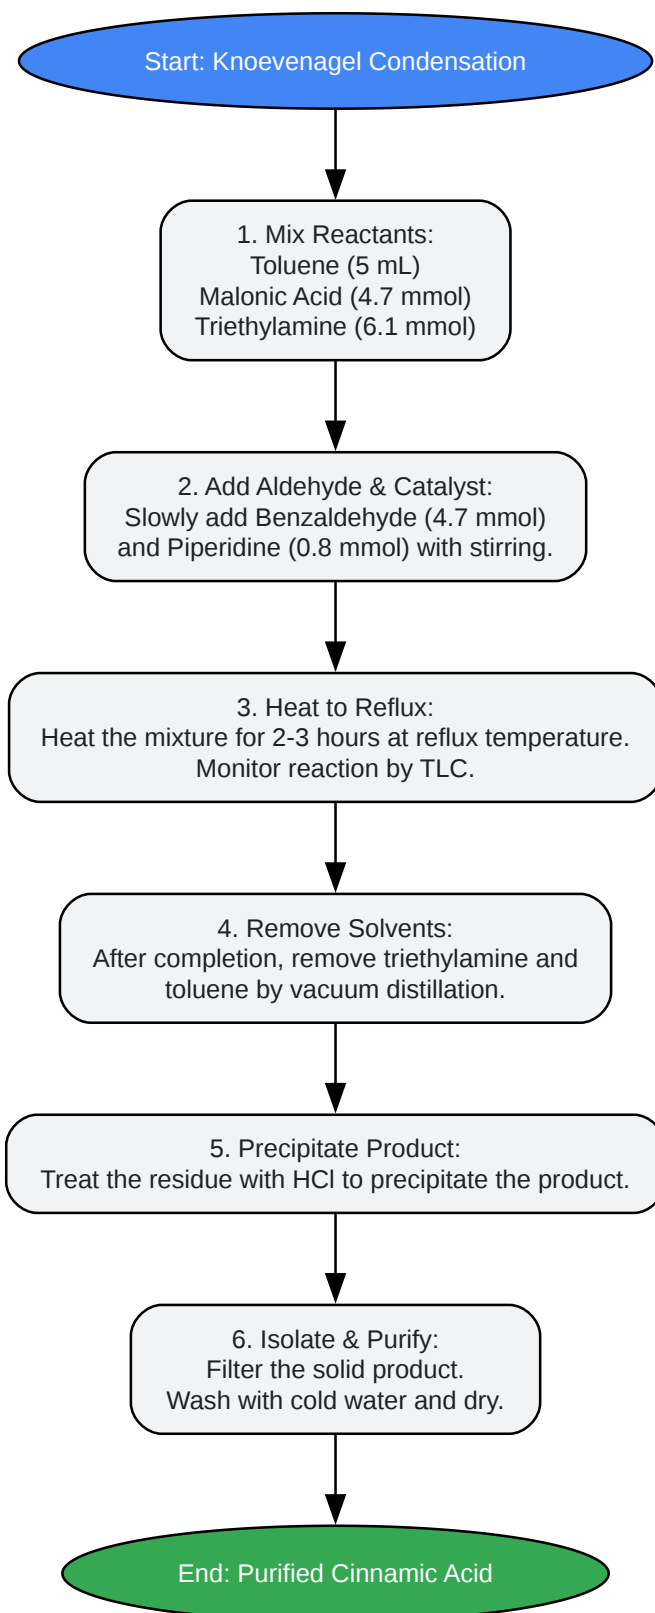 Start: Knoevenagel Condensation
1. Mix Reactants:
Toluene (5 mL)
Malonic Acid (4.7 mmol)
Triethylamine (6.1 mmol)
2. Add Aldehyde & Catalyst:
Slowly add Benzaldehyde (4.7 mmol)
and Piperidine (0.8 mmol) with stirring.
3. Heat to Reflux:
Heat the mixture for 2-3 hours at reflux temperature.
Monitor reaction by TLC.
4. Remove Solvents:
After completion, remove triethylamine and
toluene by vacuum distillation.
5. Precipitate Product:
Treat the residue with HCl to precipitate the product.
6. Isolate & Purify:
Filter the solid product.
Wash with cold water and dry.
End: Purified Cinnamic Acid